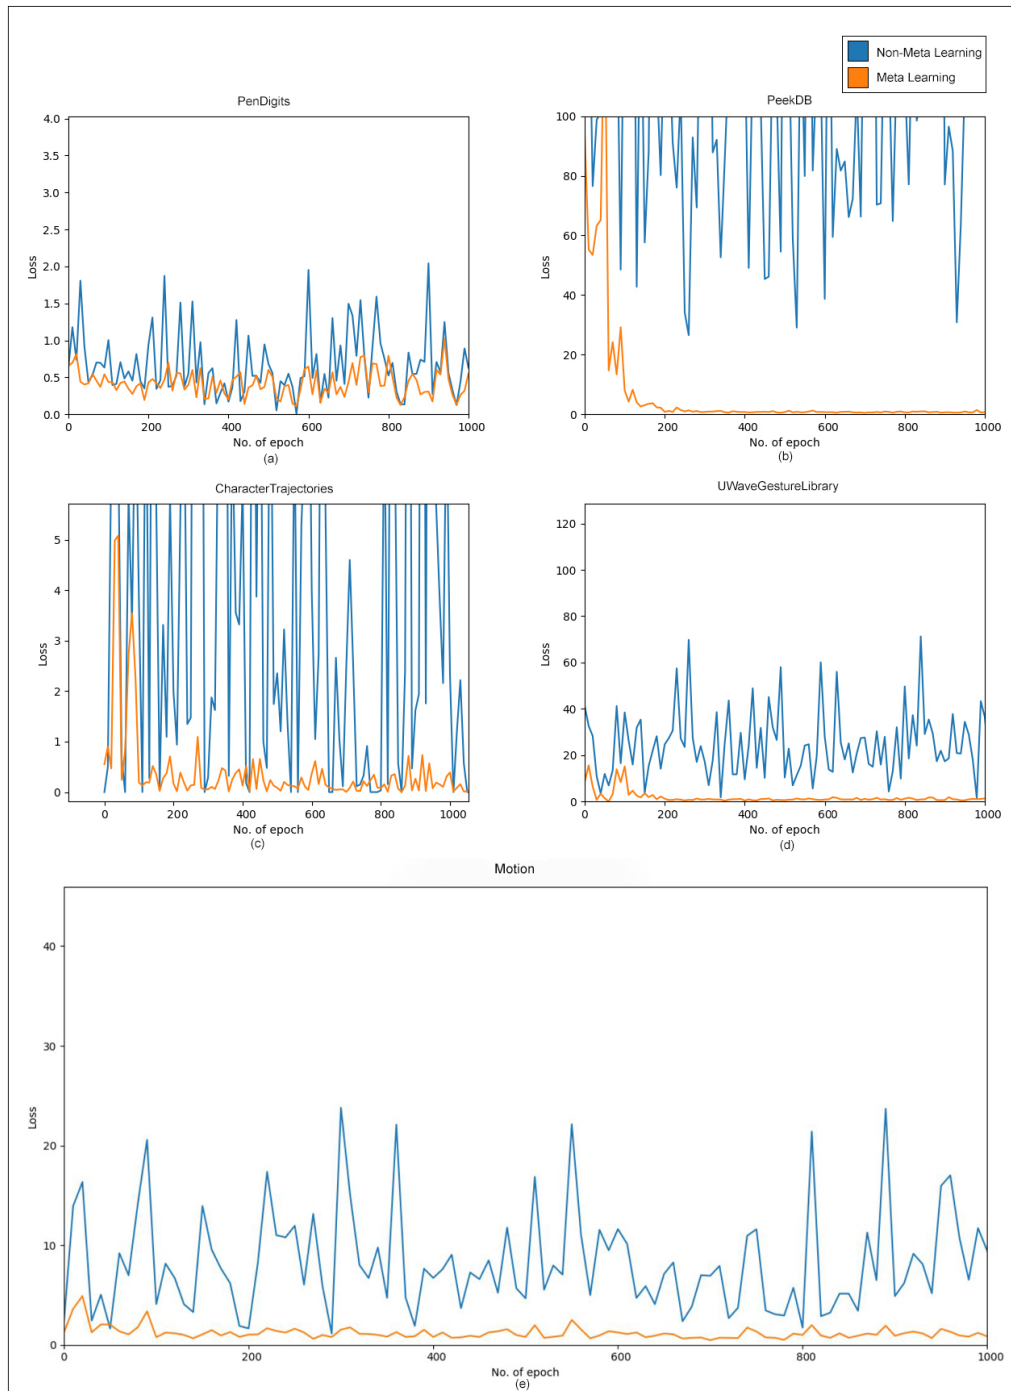 Non-Meta Learning
Meta Learning
PenDigits
4.0
3.5
3.0
2.5
2.0
1.5
1.0
0.5
0.0
Loss
0
200
400
600
800
1000
No. of epoch
(a)
PeekDB
100
80
60
40
20
0
Loss
0
200
400
600
800
1000
No. of epoch
(b)
CharacterTrajectories
5
4
3
2
1
0
Loss
0
200
400
600
800
1000
No. of epoch
(c)
UWaveGestureLibrary
120
100
80
60
40
20
0
Loss
0
200
400
600
800
1000
No. of epoch
(d)
Motion
40
30
20
10
0
Loss
0
200
400
600
800
1000
No. of epoch
(e)